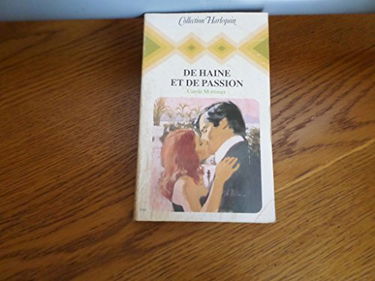 Collection Harlequin
DE HAINE
ET DE PASSION
Carole Mortimer